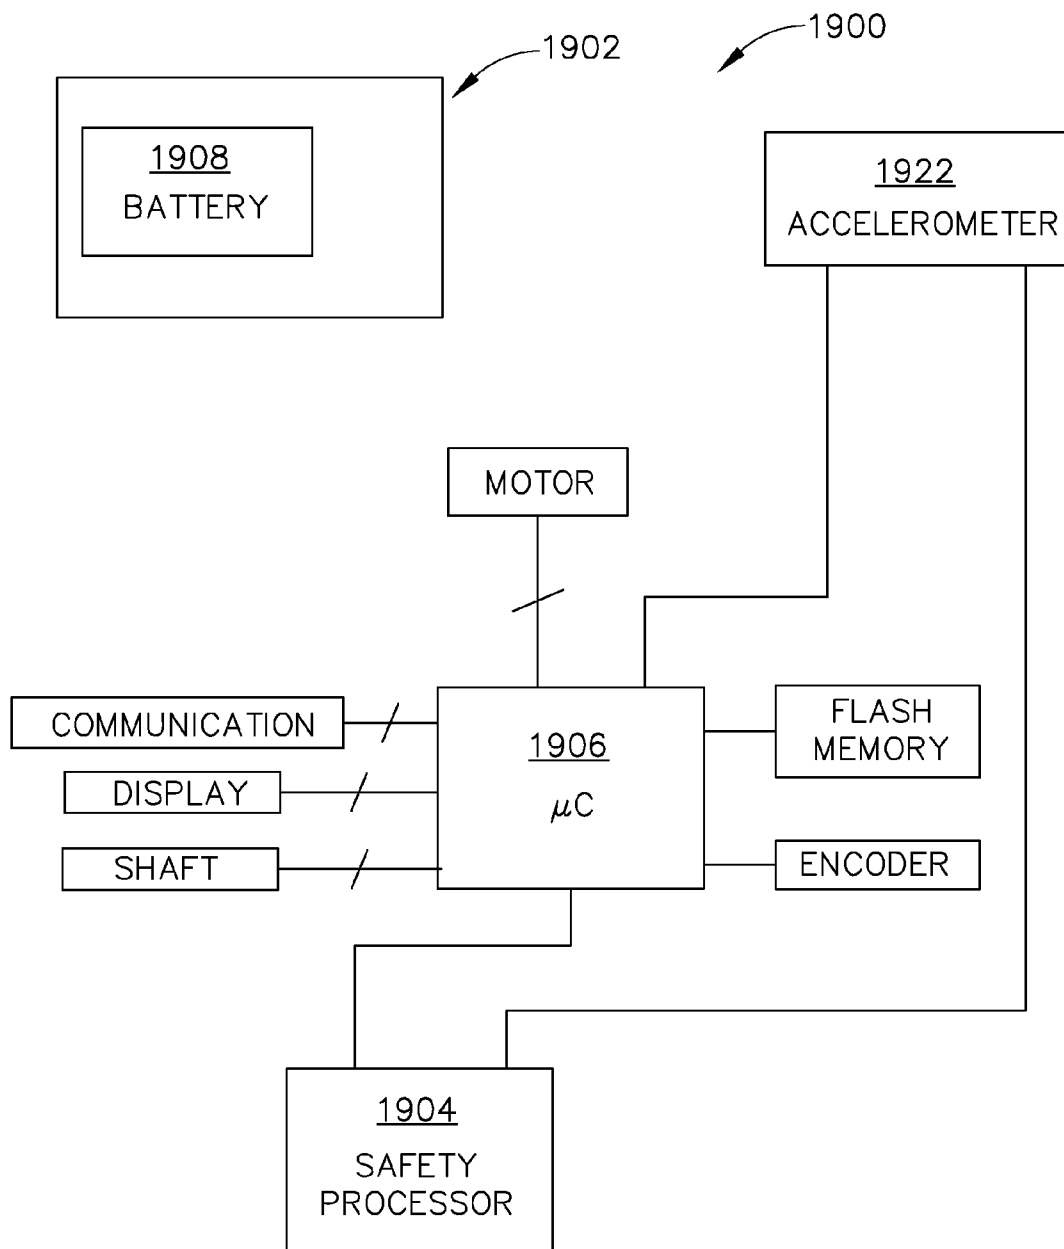 1902
1900
1908
BATTERY
1922
ACCELEROMETER
MOTOR
COMMUNICATION
DISPLAY
SHAFT
1906
μC
FLASH
MEMORY
ENCODER
1904
SAFETY
PROCESSOR